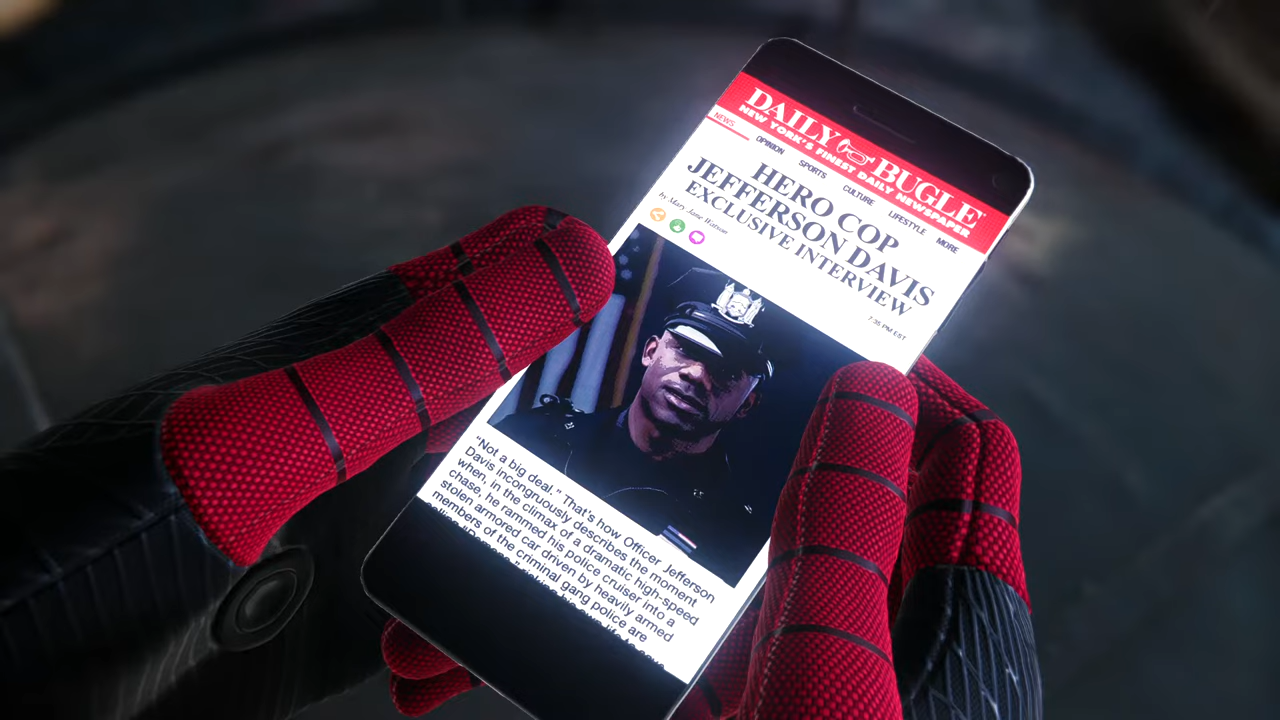 DAILY BUGLE
NEW YORK'S FINEST DAILY NEWSPAPER
NEWS OPINION SPORTS CULTURE LIFESTYLE MORE
HERO COP
JEFFERSON DAVIS
EXCLUSIVE INTERVIEW
by Mary Jane Watson
7:35 PM EST
"Not a big deal." That's how Officer Jefferson
Davis incongruously describes the moment
when, in the climax of a dramatic high-speed
chase, he rammed his police cruiser into a
stolen armored car driven by heavily armed
members of the criminal gang police are